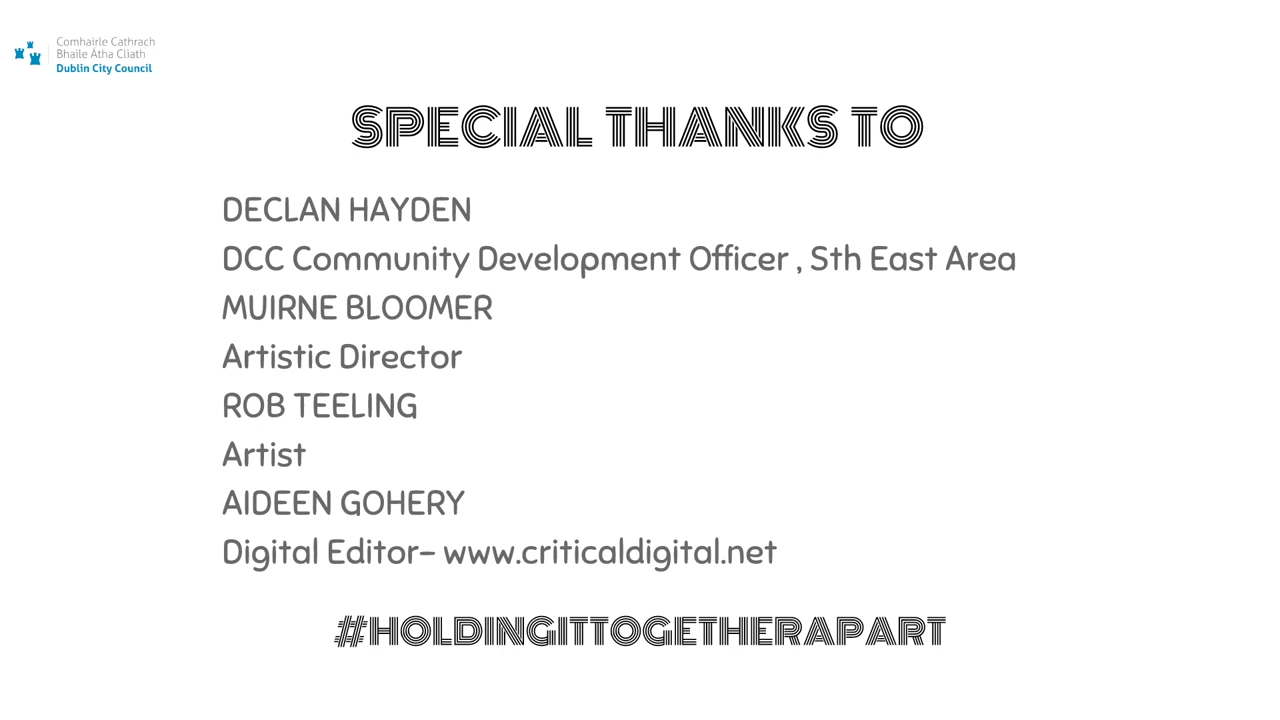 Comhairle Cathrach
Bhaile Átha Cliath
Dublin City Council
SPECIAL THANKS TO
DECLAN HAYDEN
DCC Community Development Officer , Sth East Area
MUIRNE BLOOMER
Artistic Director
ROB TEELING
Artist
AIDEEN GOHERY
Digital Editor– www.criticaldigital.net
#HOLDINGITTOGETHERAPART